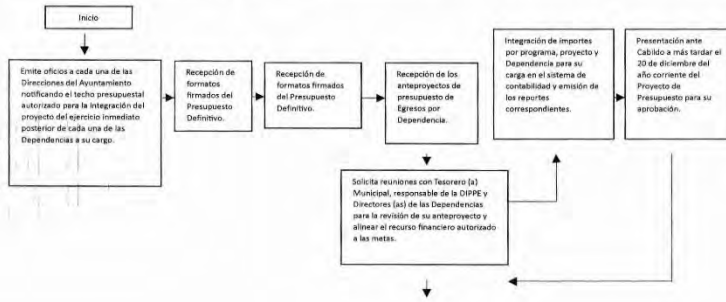 Inicio
Emite oficios a cada una de las
Direcciones del Ayuntamiento
notificando el techo presupuestal
autorizado para la integración del
proyecto del ejercicio inmediato
posterior de cada una de las
Dependencias a su cargo.
Recepción de
formatos
firmados del
Presupuesto
Definitivo.
Recepción de
formatos firmados
del Presupuesto
Definitivo.
Recepción de los
anteproyectos de
presupuesto de
Egresos por
Dependencia.
Integración de importes
por programa, proyecto y
Dependencia para su
carga en el sistema de
contabilidad y emisión de
los reportes
correspondientes.
Presentación ante
Cabildo a más tardar el
20 de diciembre del
año corriente del
Proyecto de
Presupuesto para su
aprobación.
Solicita reuniones con Tesorero (a)
Municipal, responsable de la DIPPE y
Directores (as) de las Dependencias
para la revisión de su anteproyecto y
alinear el recurso financiero autorizado
a las metas.